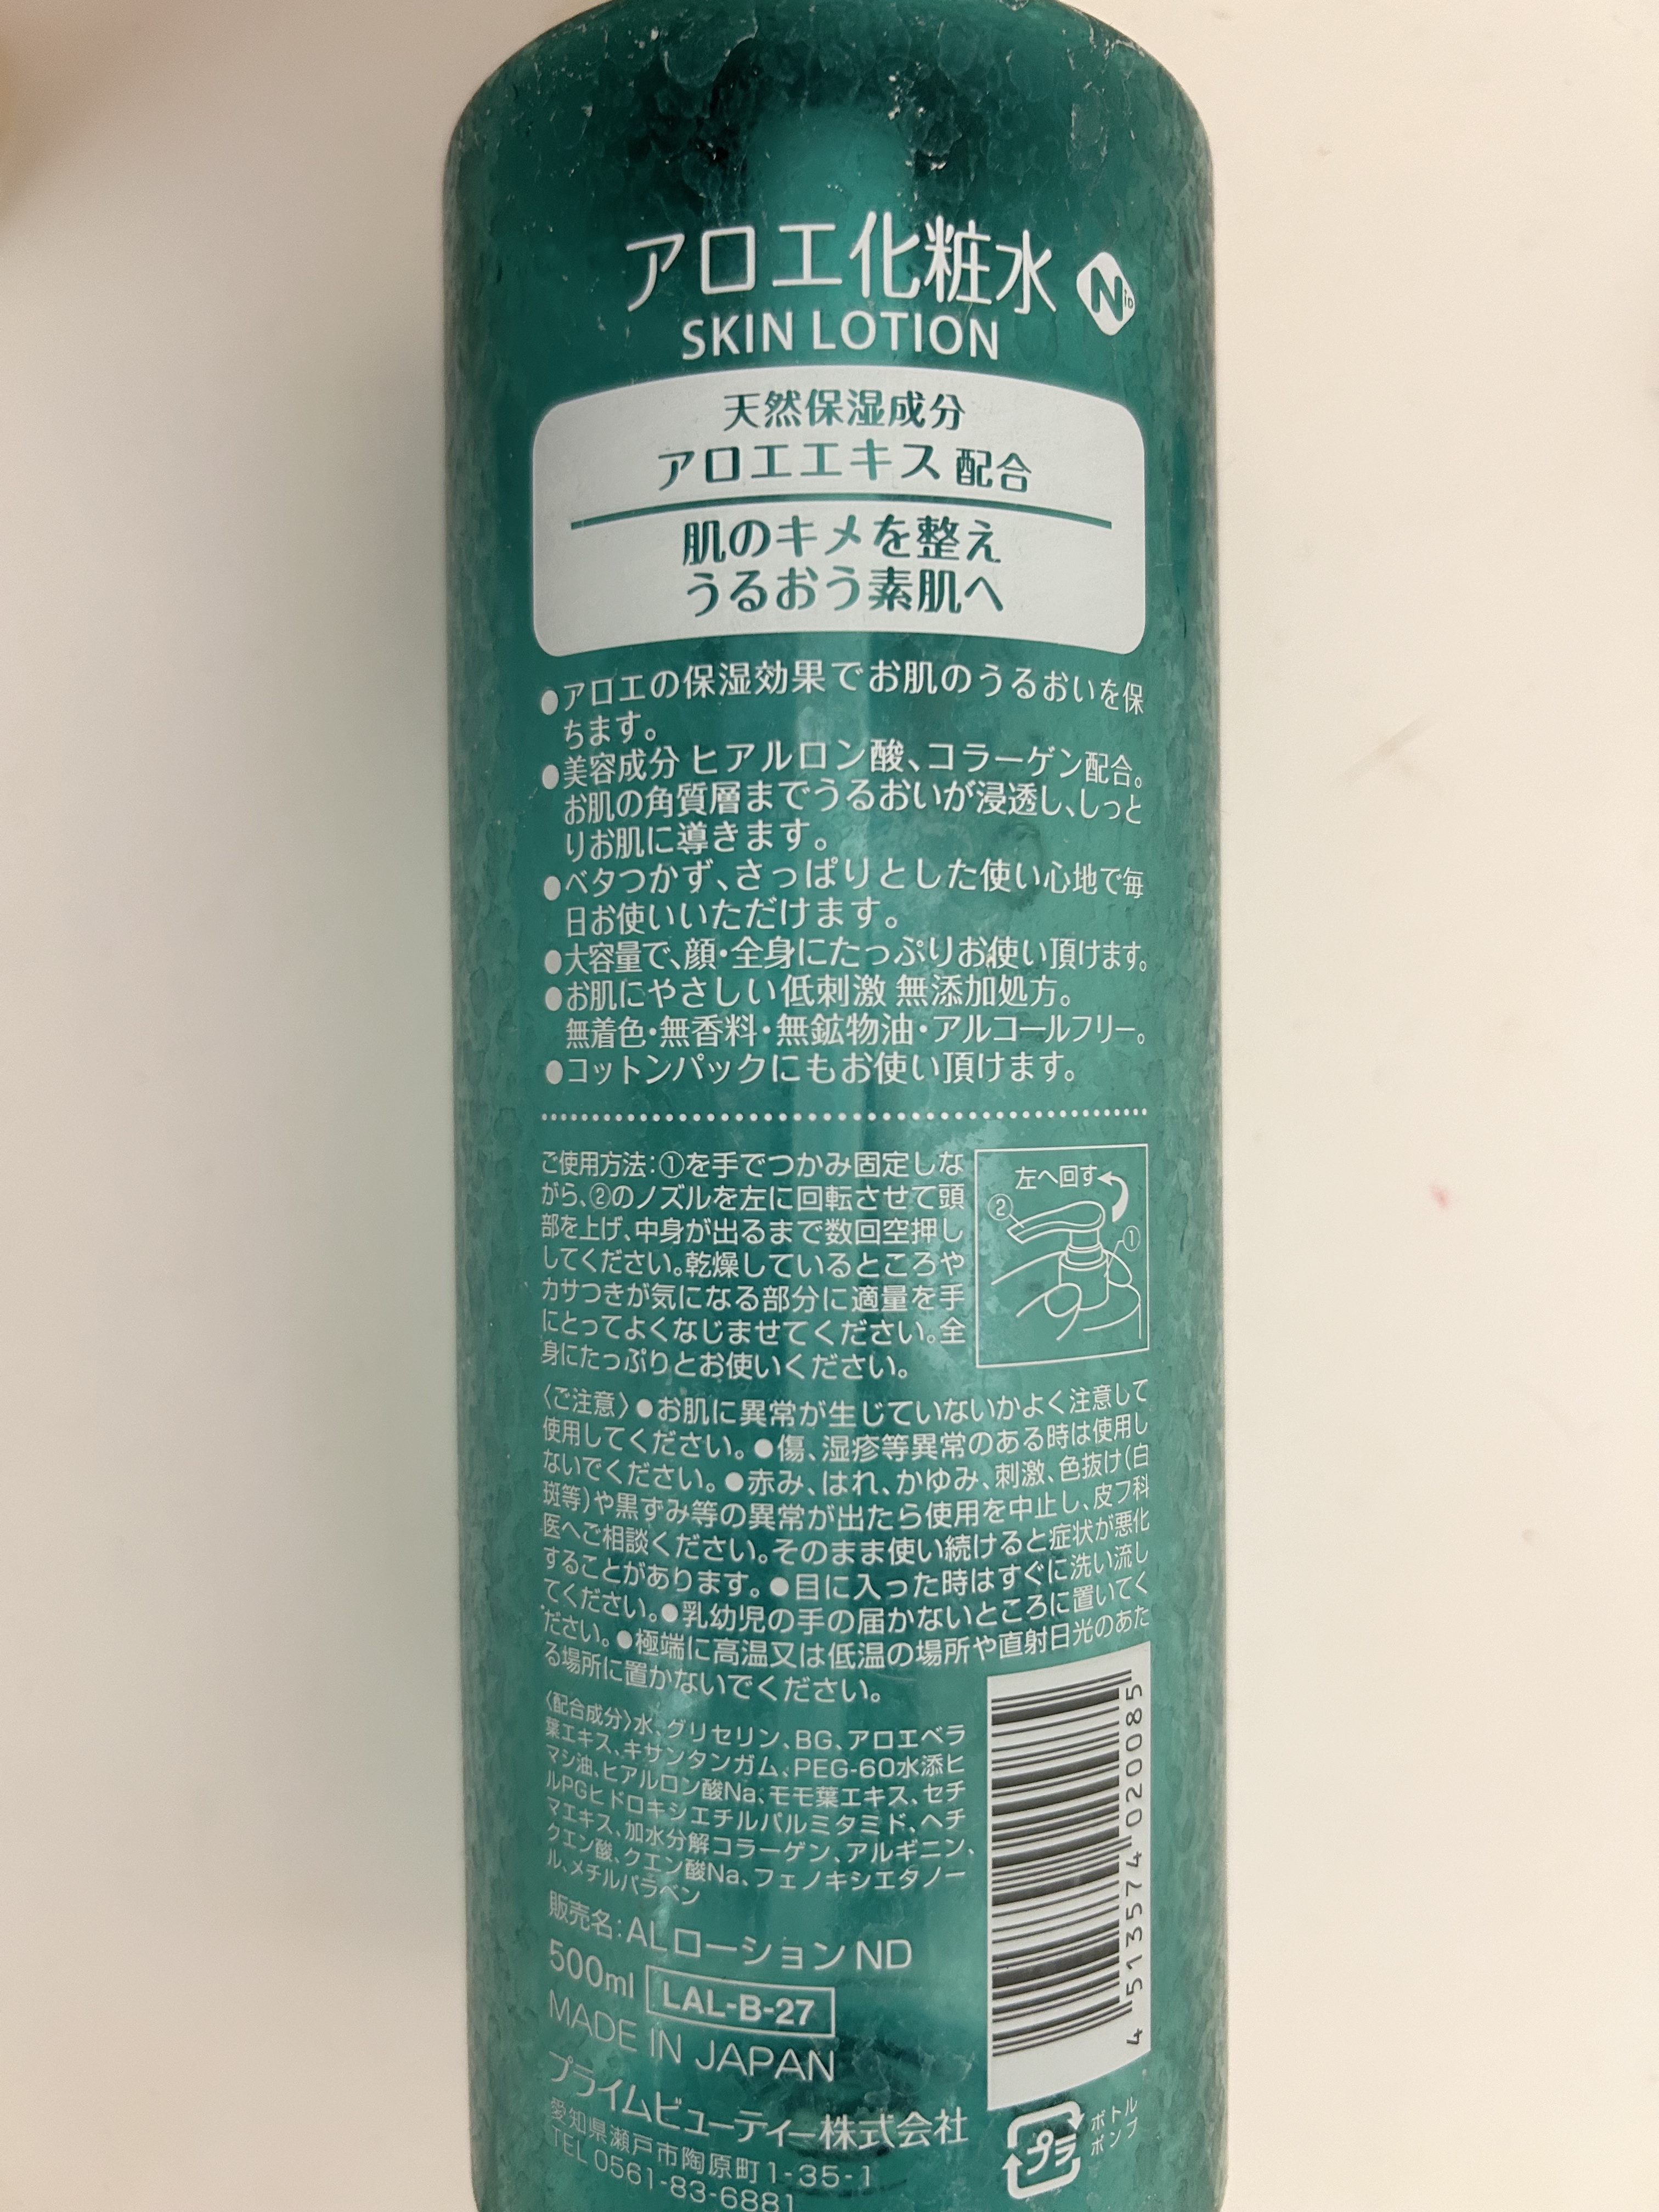 アロエ化粧水
N iD
SKIN LOTION
天然保湿成分
アロエエキス配合
肌のキメを整え
うるおう素肌へ
●アロエの保湿効果でお肌のうるおいを保
ちます。
●美容成分 ヒアルロン酸、コラーゲン配合。
お肌の角質層までうるおいが浸透し、しっと
りお肌に導きます。
●ベタつかず、さっぱりとした使い心地で毎
日お使いいただけます。
●大容量で、顔・全身にたっぷりお使い頂けます。
●お肌にやさしい低刺激 無添加処方。
無着色・無香料・無鉱物油・アルコールフリー。
●コットンパックにもお使い頂けます。
ご使用方法:①を手でつかみ固定しな
がら、②のノズルを左に回転させて頭
部を上げ、中身が出るまで数回空押し
してください。乾燥しているところや
カサつきが気になる部分に適量を手
にとってよくなじませてください。全
身にたっぷりとお使いください。
左へ回す
②
①
〈ご注意〉●お肌に異常が生じていないかよく注意して
使用してください。●傷、湿疹等異常のある時は使用し
ないでください。●赤み、はれ、かゆみ、刺激、色抜け(白
斑等)や黒ずみ等の異常が出たら使用を中止し、皮フ科
医へご相談ください。そのまま使い続けると症状が悪化
することがあります。●目に入った時はすぐに洗い流し
てください。●乳幼児の手の届かないところに置いてく
ださい。●極端に高温又は低温の場所や直射日光のあた
る場所に置かないでください。
〈配合成分〉水、グリセリン、BG、アロエベラ
葉エキス、キサンタンガム、PEG-60水添ヒ
マシ油、ヒアルロン酸Na、モモ葉エキス、セチ
ルPGヒドロキシエチルパルミタミド、ヘチ
マエキス、加水分解コラーゲン、アルギニン、
クエン酸、クエン酸Na、フェノキシエタノー
ル、メチルパラベン
販売名:ALローションND
500ml LAL-B-27
MADE IN JAPAN
プライムビューティー株式会社
愛知県瀬戸市陶原町1-35-1
TEL 0561-83-6881
4 513574 020085
プラ
ボトル
ポンプ